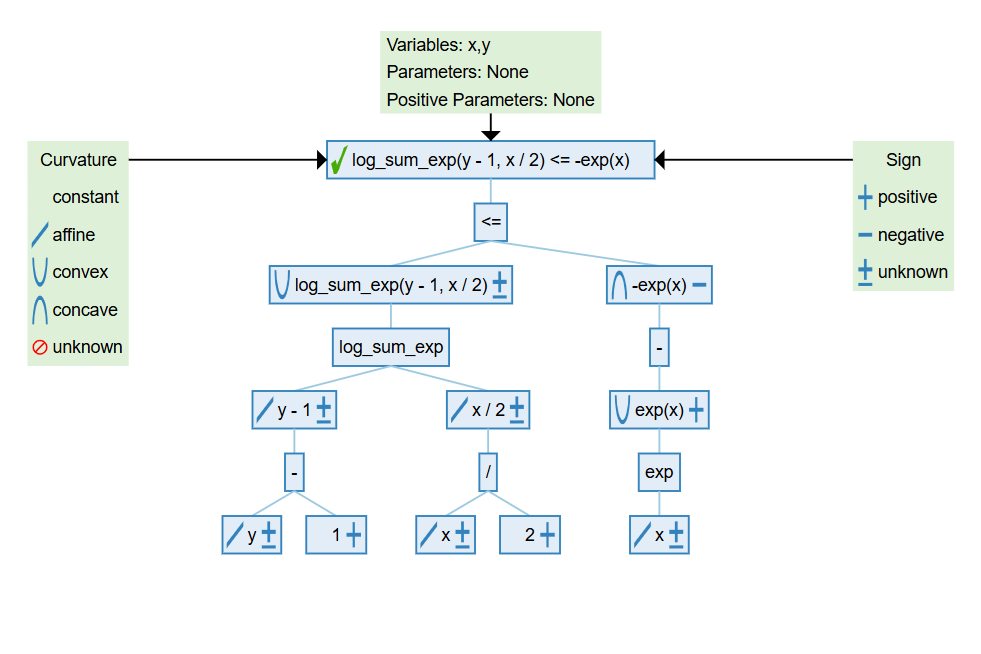 Variables: x,y
Parameters: None
Positive Parameters: None
Curvature
constant
affine
convex
concave
unknown
log_sum_exp(y - 1, x / 2) <= -exp(x)
Sign
positive
negative
unknown
<=
log_sum_exp(y - 1, x / 2)
-exp(x)
log_sum_exp
-
y - 1
x / 2
exp(x)
-
/
exp
y
1
x
2
x